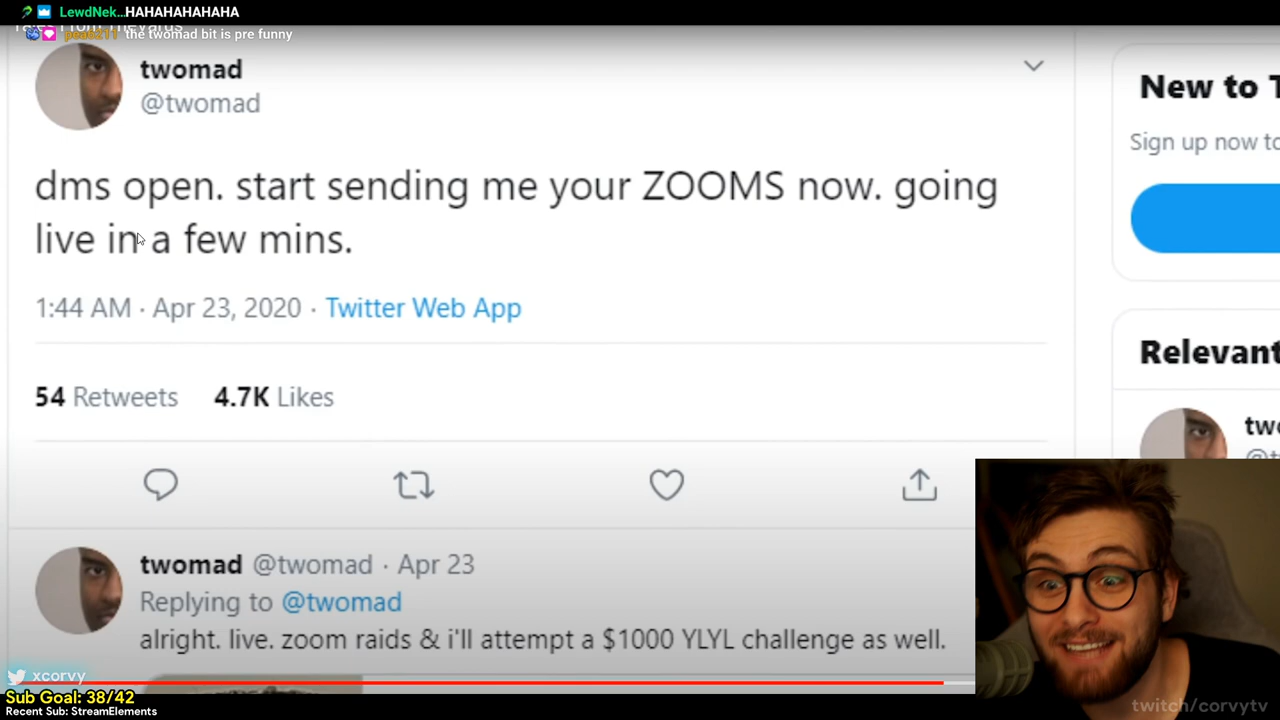 LewdNek…HAHAHAHAHAHA
the twomad bit is pre funny
twomad
@twomad
dms open. start sending me your ZOOMS now. going
live in a few mins.
1:44 AM · Apr 23, 2020 · Twitter Web App
54 Retweets 4.7K Likes
New to T
Sign up now to
Relevant
two
twomad @twomad · Apr 23
Replying to @twomad
alright. live. zoom raids & i'll attempt a $1000 YLYL challenge as well.
xcorvy
Sub Goal: 38/42
Recent Sub: StreamElements
twitch/corvytv